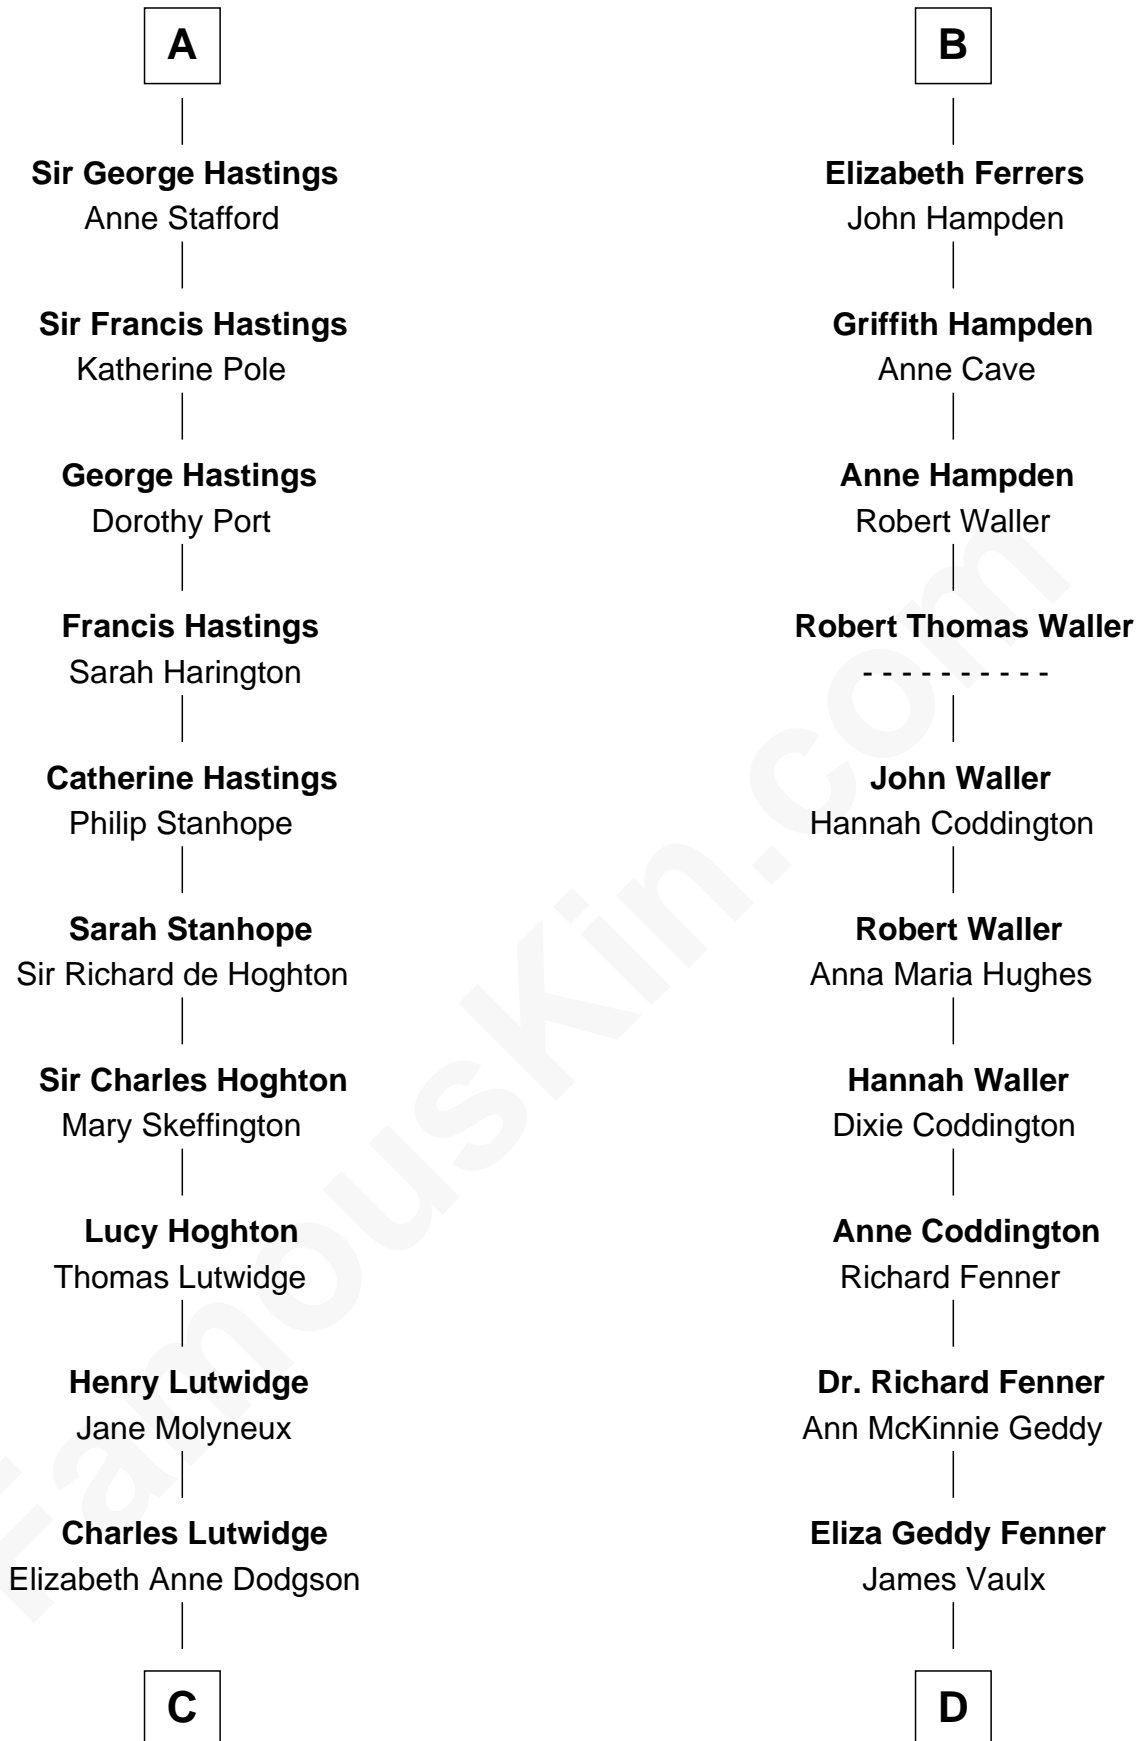 A
Sir George Hastings
Anne Stafford
Sir Francis Hastings
Katherine Pole
George Hastings
Dorothy Port
Francis Hastings
Sarah Harington
Catherine Hastings
Philip Stanhope
Sarah Stanhope
Sir Richard de Hoghton
Sir Charles Hoghton
Mary Skeffington
Lucy Hoghton
Thomas Lutwidge
Henry Lutwidge
Jane Molyneux
Charles Lutwidge
Elizabeth Anne Dodgson
C
B
Elizabeth Ferrers
John Hampden
Griffith Hampden
Anne Cave
Anne Hampden
Robert Waller
Robert Thomas Waller
- - - - - - - - - -
John Waller
Hannah Coddington
Robert Waller
Anna Maria Hughes
Hannah Waller
Dixie Coddington
Anne Coddington
Richard Fenner
Dr. Richard Fenner
Ann McKinnie Geddy
Eliza Geddy Fenner
James Vaulx
D
FamousKin.com